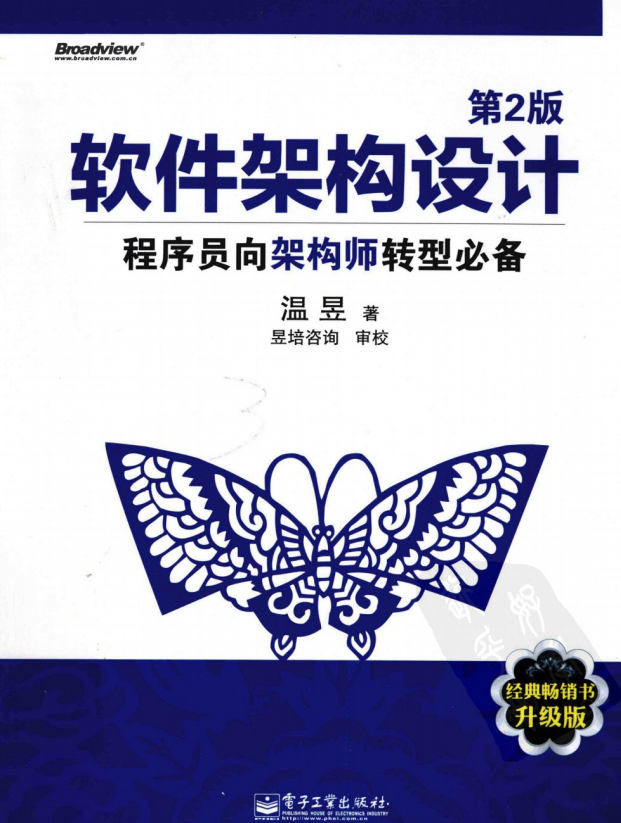 Broadview®
www.broadview.com.cn
第2版
软件架构设计
程序员向架构师转型必备
温昱 著
昱培咨询 审校
经典畅销书
升级版
電子工業出版社·
PUBLISHING HOUSE OF ELECTRONICS INDUSTRY
http://www.phei.com.cn